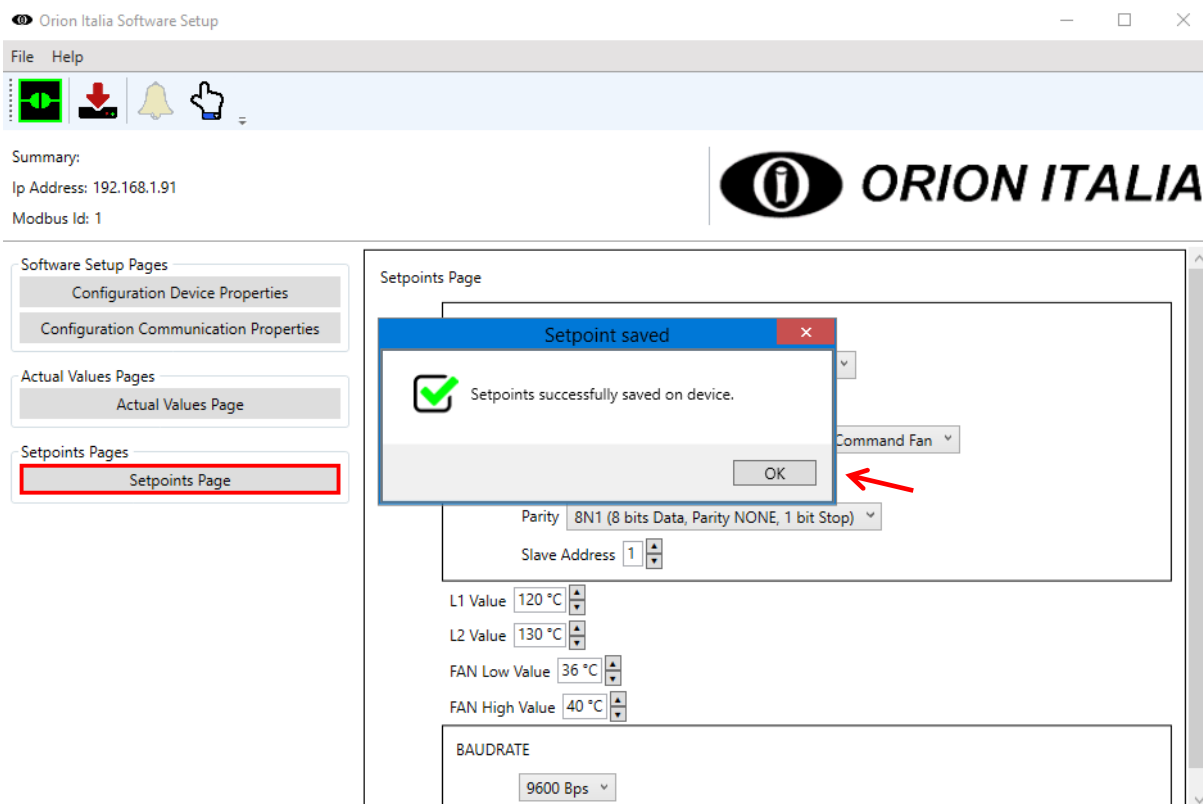 Orion Italia Software Setup
File Help
Summary:
Ip Address: 192.168.1.91
Modbus Id: 1
ORION ITALIA
Software Setup Pages
Configuration Device Properties
Configuration Communication Properties
Actual Values Pages
Actual Values Page
Setpoints Pages
Setpoints Page
Setpoints Page
Setpoint saved
Setpoints successfully saved on device.
OK
Command Fan
Parity 8N1 (8 bits Data, Parity NONE, 1 bit Stop)
Slave Address 1
L1 Value 120 °C
L2 Value 130 °C
FAN Low Value 36 °C
FAN High Value 40 °C
BAUDRATE
9600 Bps